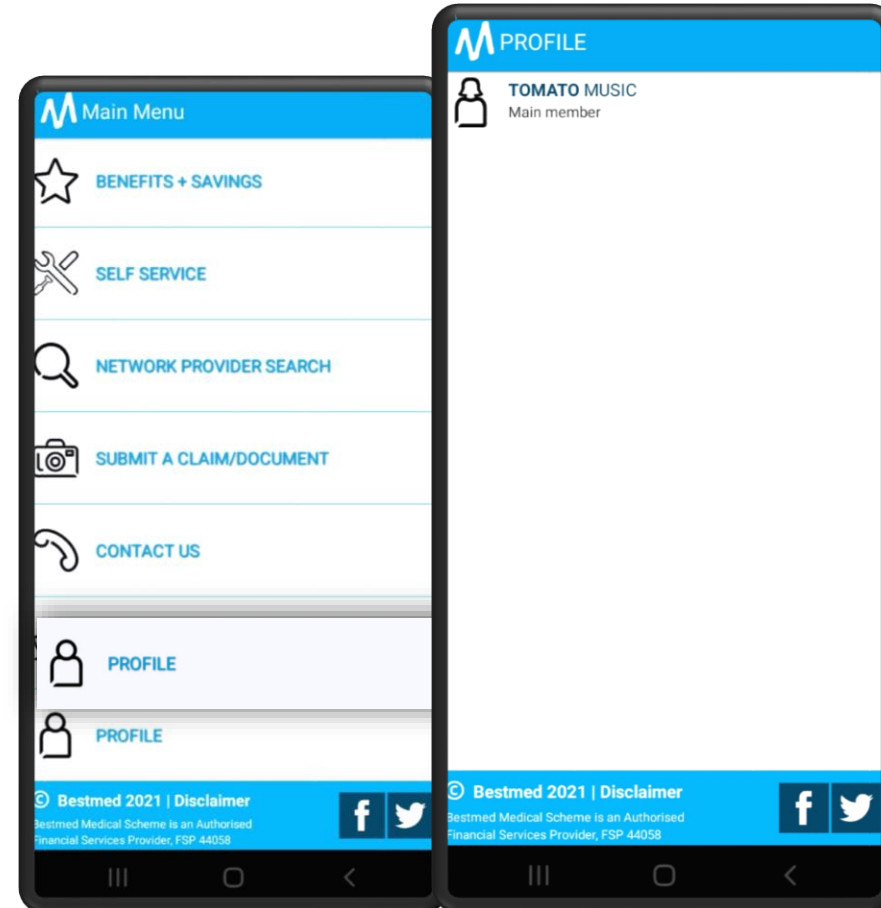 Main Menu
BENEFITS + SAVINGS
SELF SERVICE
NETWORK PROVIDER SEARCH
SUBMIT A CLAIM/DOCUMENT
CONTACT US
PROFILE
PROFILE
© Bestmed 2021 | Disclaimer
Bestmed Medical Scheme is an Authorised
Financial Services Provider, FSP 44058
PROFILE
TOMATO MUSIC
Main member
© Bestmed 2021 | Disclaimer
Bestmed Medical Scheme is an Authorised
Financial Services Provider, FSP 44058